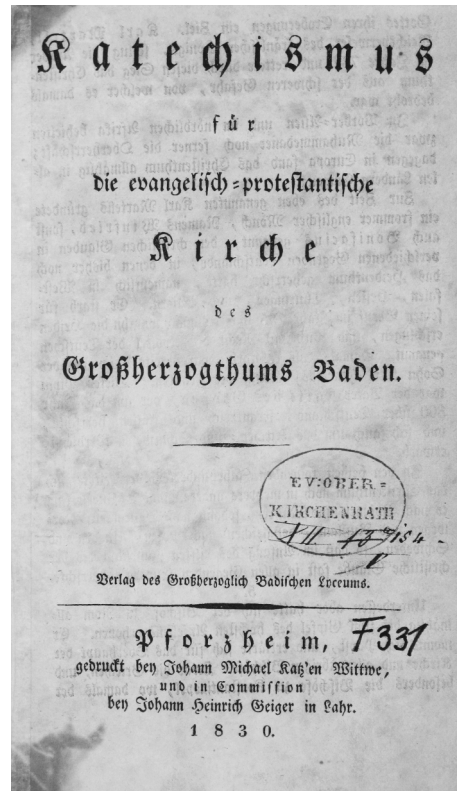 Katechismus
für
die evangelisch=protestantische
Kirche
des
Großherzogthums Baden.
EV: OBER=
KIRCHENRATH
XII
Verlag des Großherzoglich Badischen Lyceums.
Pforzheim,
F331
gedruckt bey Johann Michael Katz'en Wittwe,
und in Commission
bey Johann Heinrich Geiger in Lahr.
1830.